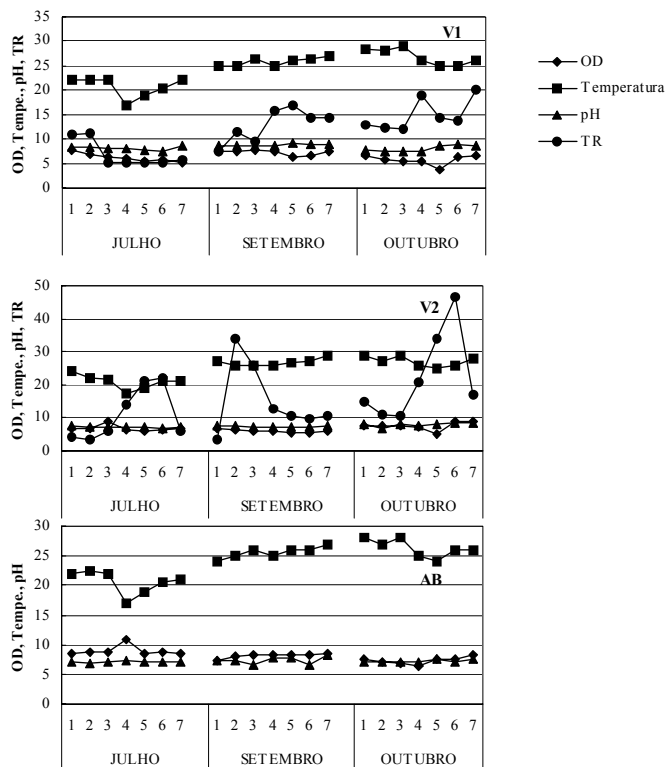 OD, Tempe., pH, TR
35
30
25
20
15
10
5
0
V1
1 2 3 4 5 6 7 1 2 3 4 5 6 7 1 2 3 4 5 6 7
JULHO SETEMBRO OUTUBRO
OD
Temperatura
pH
TR
OD, Tempe., pH, TR
50
40
30
20
10
0
V2
1 2 3 4 5 6 7 1 2 3 4 5 6 7 1 2 3 4 5 6 7
JULHO SETEMBRO OUTUBRO
OD, Tempe., pH
30
25
20
15
10
5
0
AB
1 2 3 4 5 6 7 1 2 3 4 5 6 7 1 2 3 4 5 6 7
JULHO SETEMBRO OUTUBRO